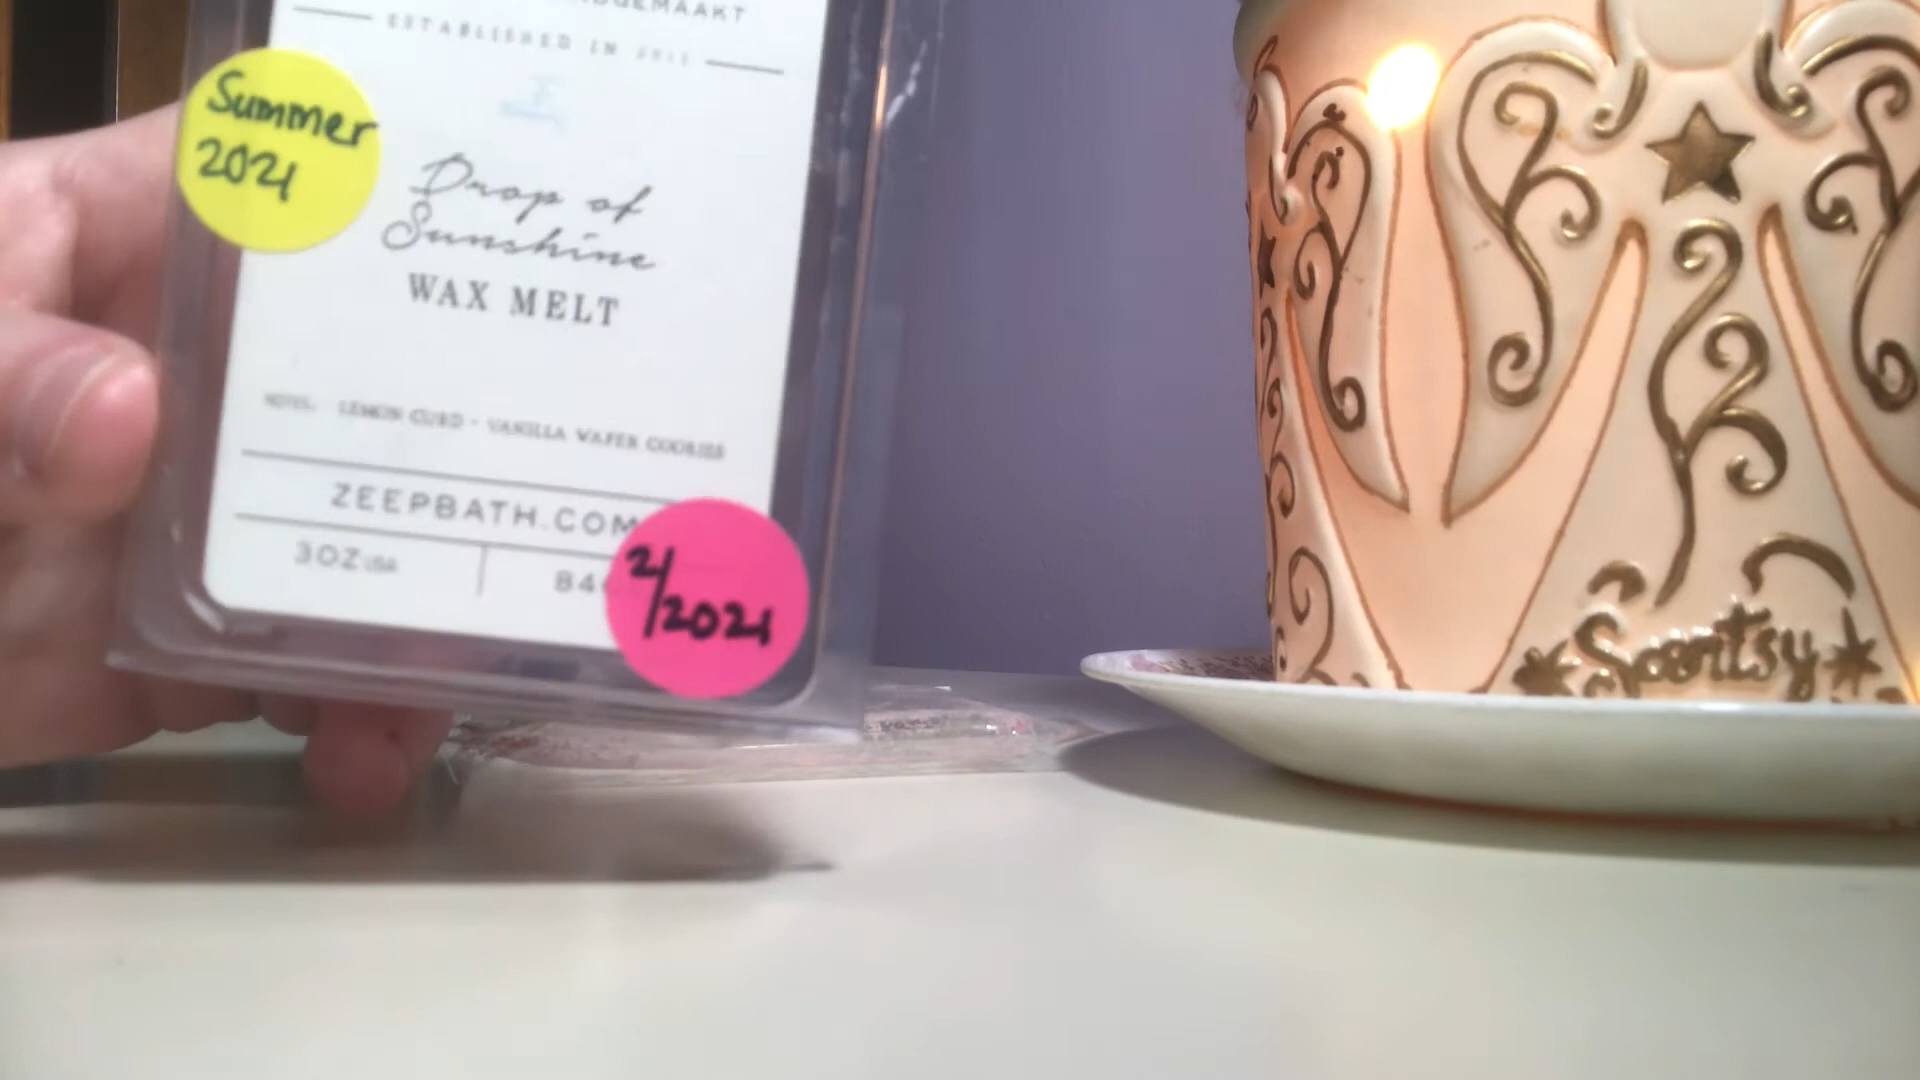 ESTABLISHED IN
Summer
2021
Drop of
Sunshine
WAX MELT
NOTES: LEMON CURD - VANILLA WAFER COOKIES
ZEEPBATH.COM
3OZ USA
84
2/
2021
Scentsy